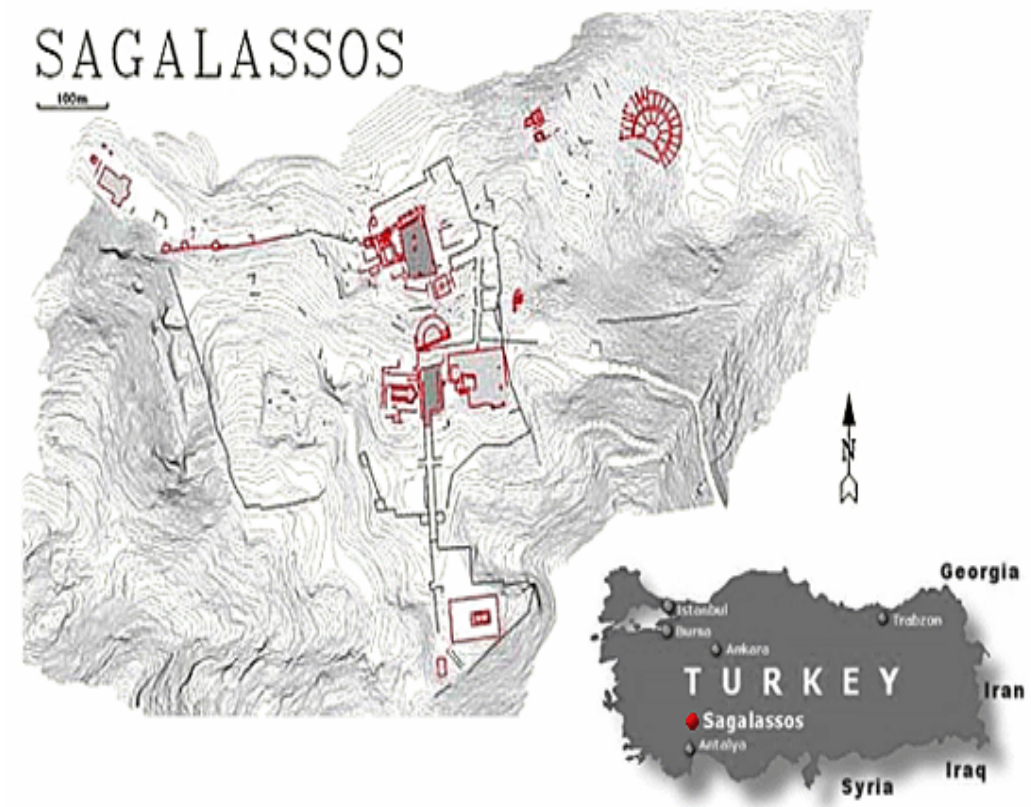 SAGALASSOS
100m
N
Georgia
Istanbul
Trabzon
Bursa
Ankara
TURKEY
Iran
Sagalassos
Antalya
Iraq
Syria